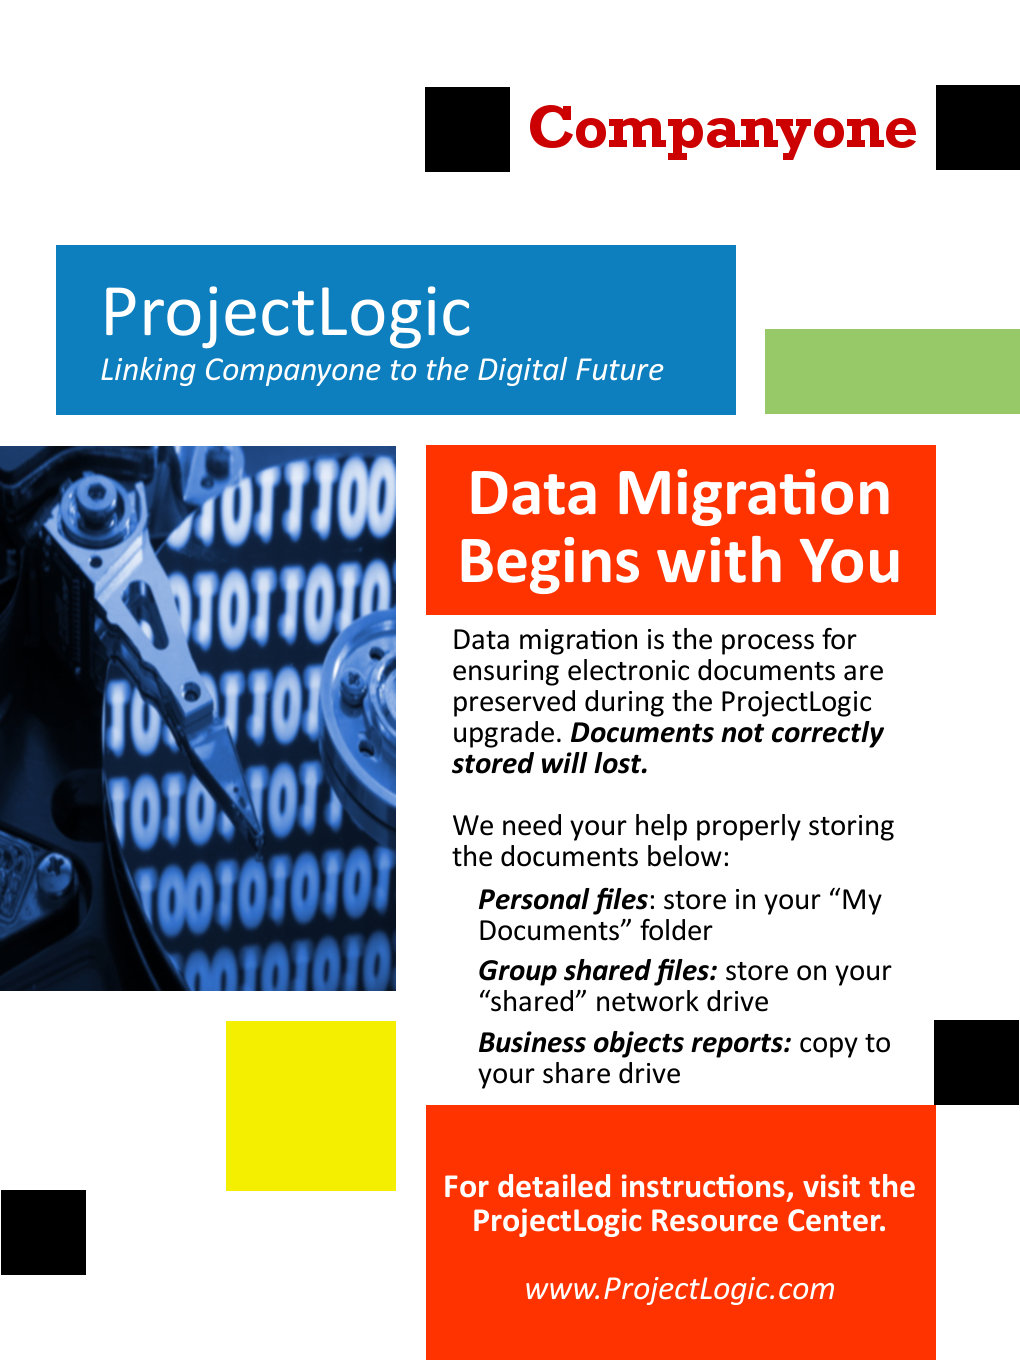 Companyone
ProjectLogic
Linking Companyone to the Digital Future
Data Migration
Begins with You
Data migration is the process for
ensuring electronic documents are
preserved during the ProjectLogic
upgrade. Documents not correctly
stored will lost.
We need your help properly storing
the documents below:
Personal files: store in your “My
Documents” folder
Group shared files: store on your
“shared” network drive
Business objects reports: copy to
your share drive
For detailed instructions, visit the
ProjectLogic Resource Center.
www.ProjectLogic.com